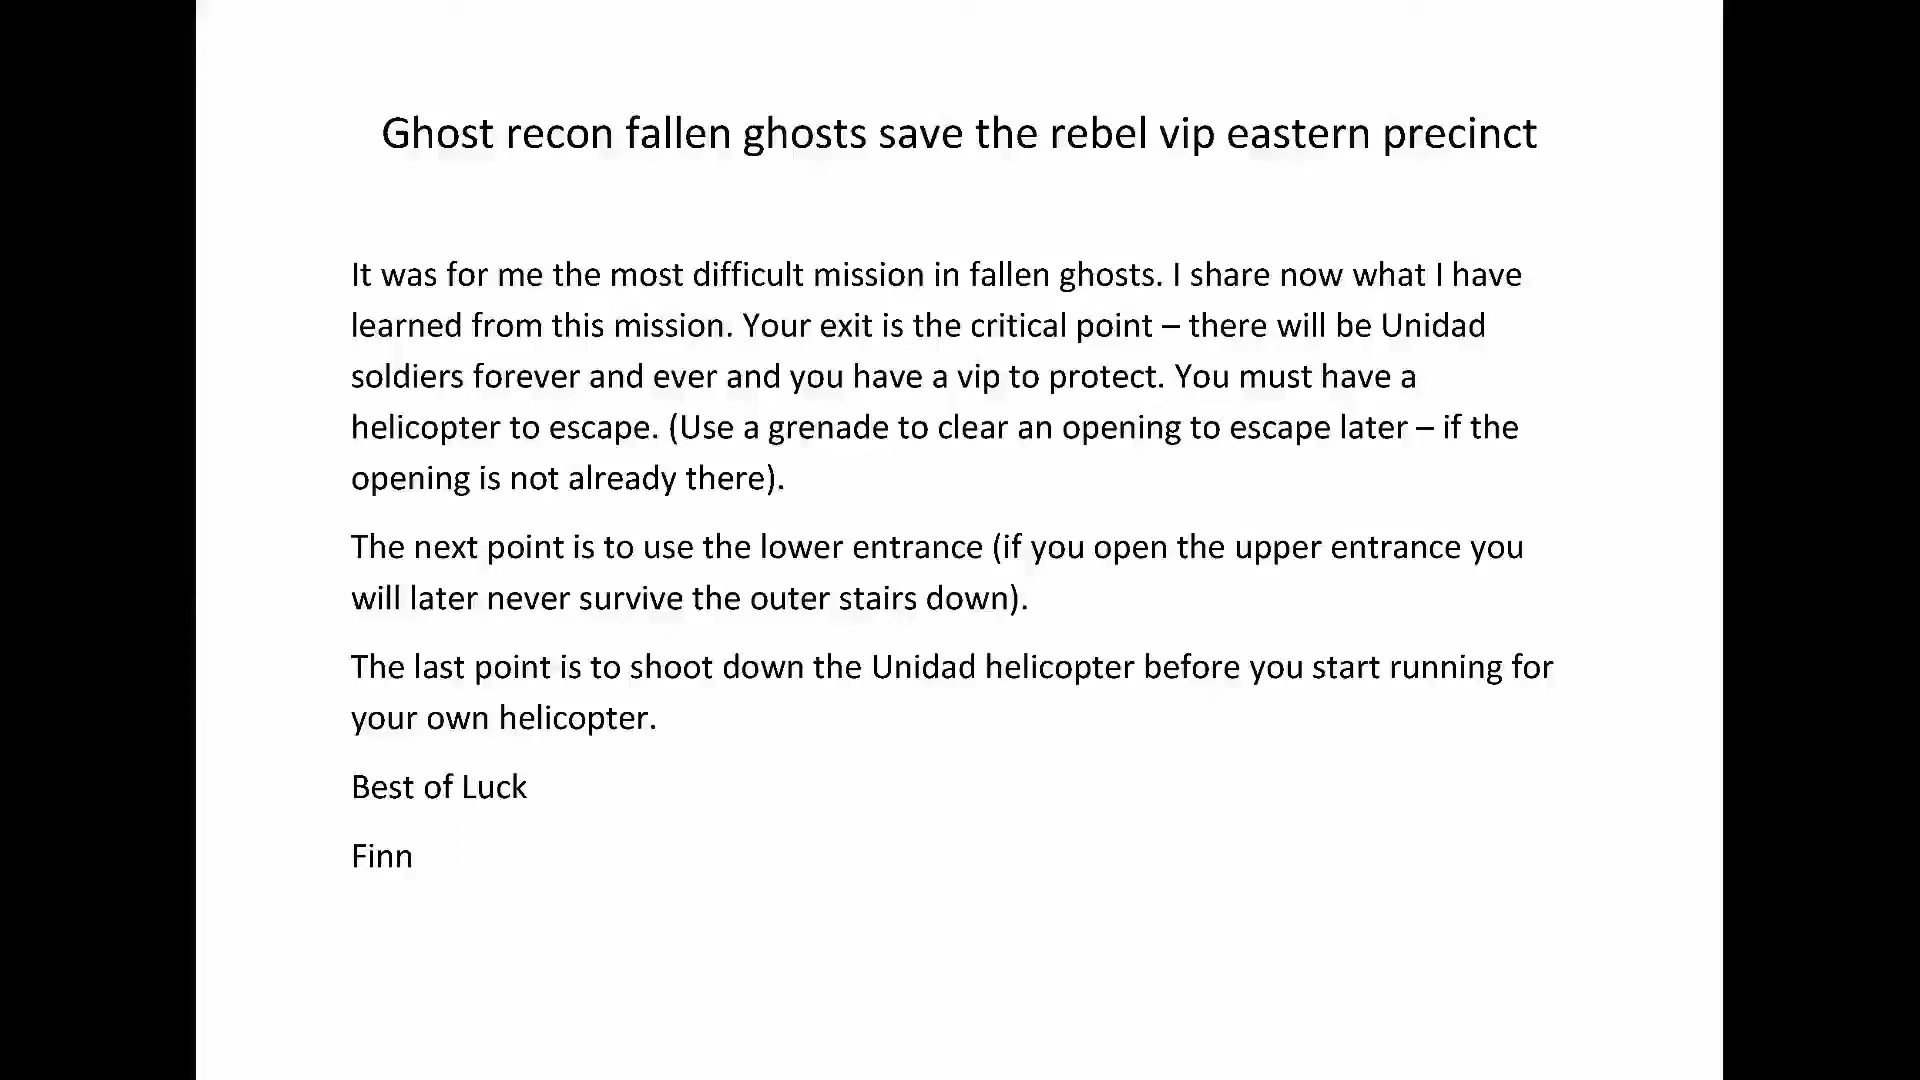 Ghost recon fallen ghosts save the rebel vip eastern precinct
It was for me the most difficult mission in fallen ghosts. I share now what I have
learned from this mission. Your exit is the critical point – there will be Unidad
soldiers forever and ever and you have a vip to protect. You must have a
helicopter to escape. (Use a grenade to clear an opening to escape later – if the
opening is not already there).
The next point is to use the lower entrance (if you open the upper entrance you
will later never survive the outer stairs down).
The last point is to shoot down the Unidad helicopter before you start running for
your own helicopter.
Best of Luck
Finn